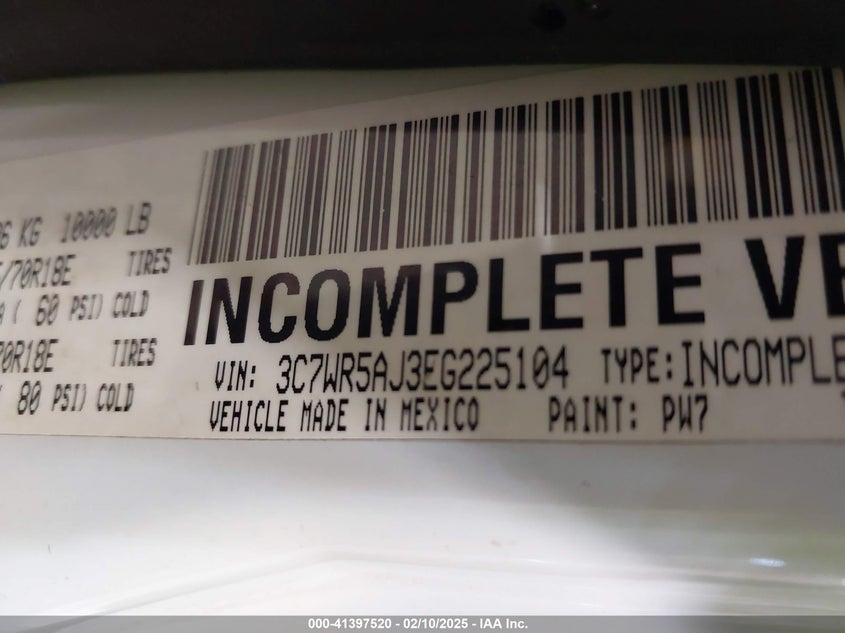 6 KG 10000 LB
/70R18E TIRES
( 60 PSI) COLD
70R18E TIRES
80 PSI) COLD
INCOMPLETE VE
VIN: 3C7WR5AJ3EG225104 TYPE: INCOMPLE
VEHICLE MADE IN MEXICO PAINT: PW7
000-41397520 - 02/10/2025 - IAA Inc.